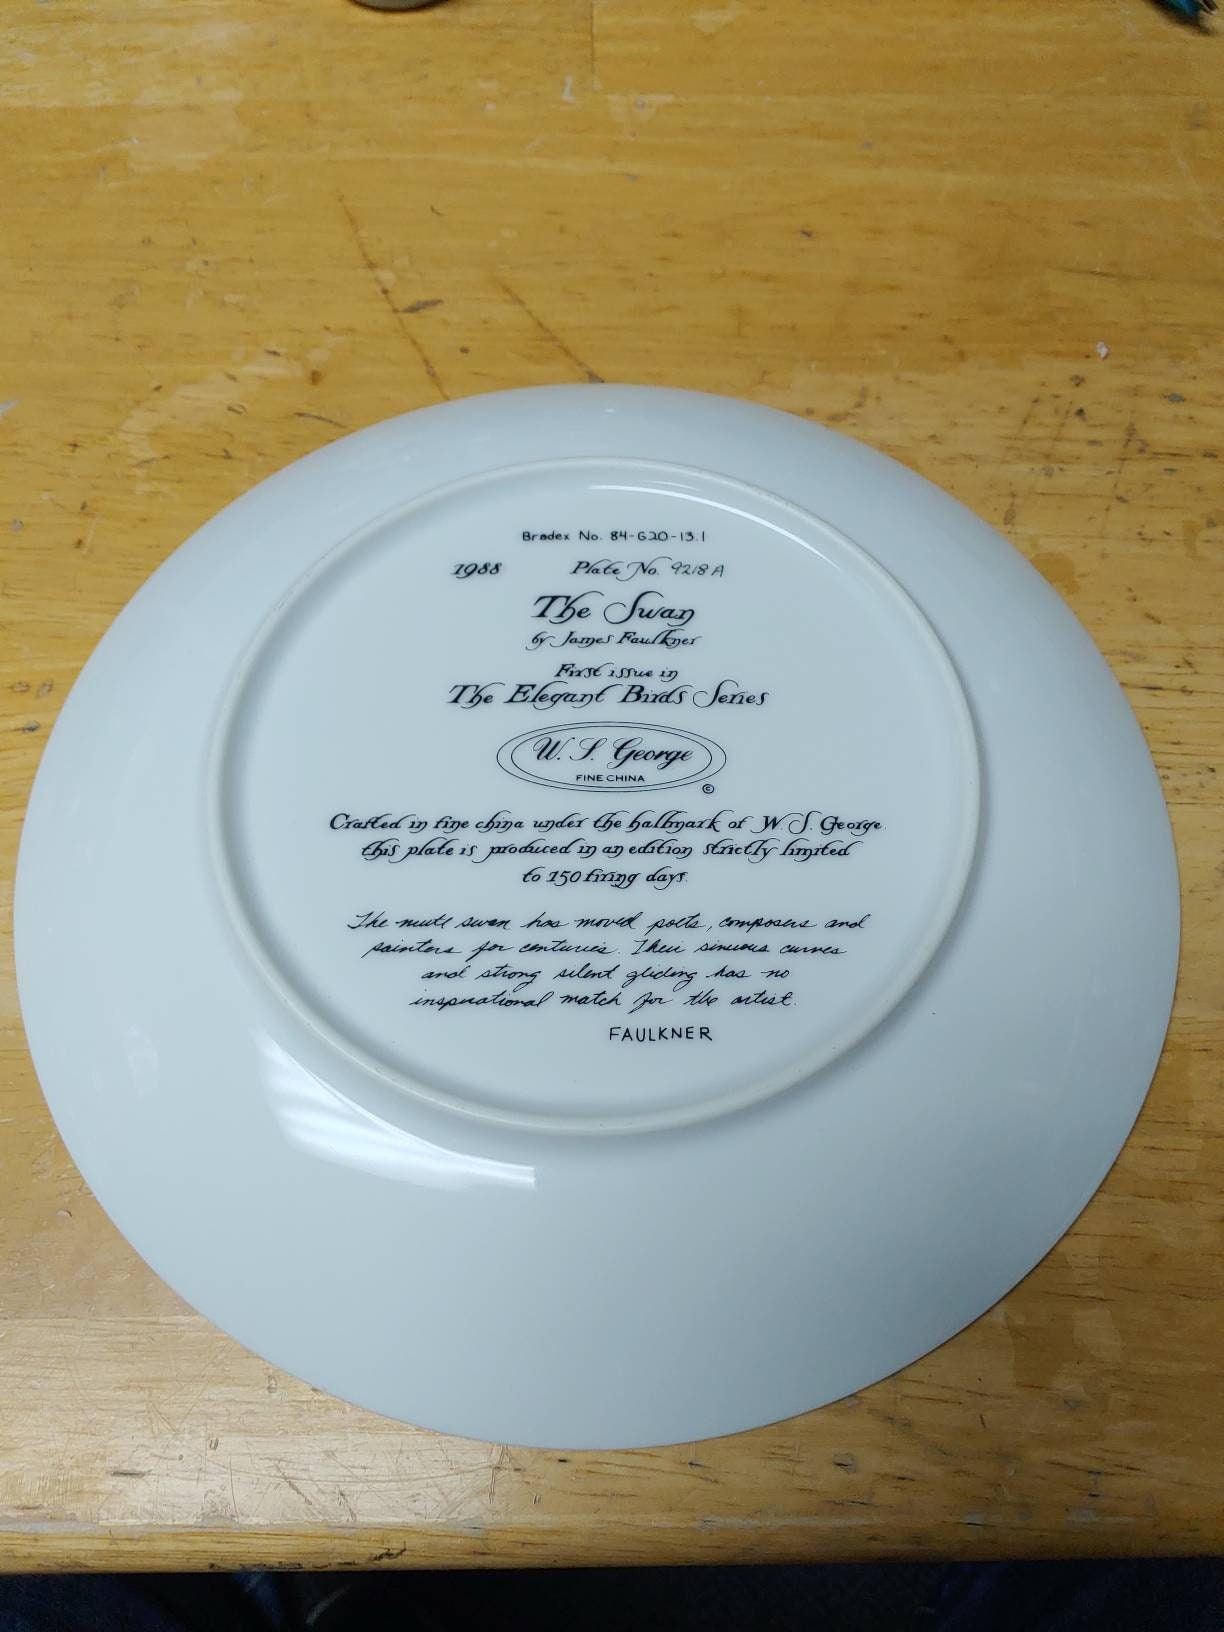 Bradex No. 84-G20-13.1
1988 Plate No. 9218A
The Swan
by James Faulkner
First issue in
The Elegant Birds Series
W. S. George
FINE CHINA
©
Crafted in fine china under the hallmark of W. S. George
this plate is produced in an edition strictly limited
to 150 firing days.
The mute swan has moved poets, composers and
painters for centuries. Their sinuous curves
and strong silent gliding has no
inspirational match for the artist.
FAULKNER